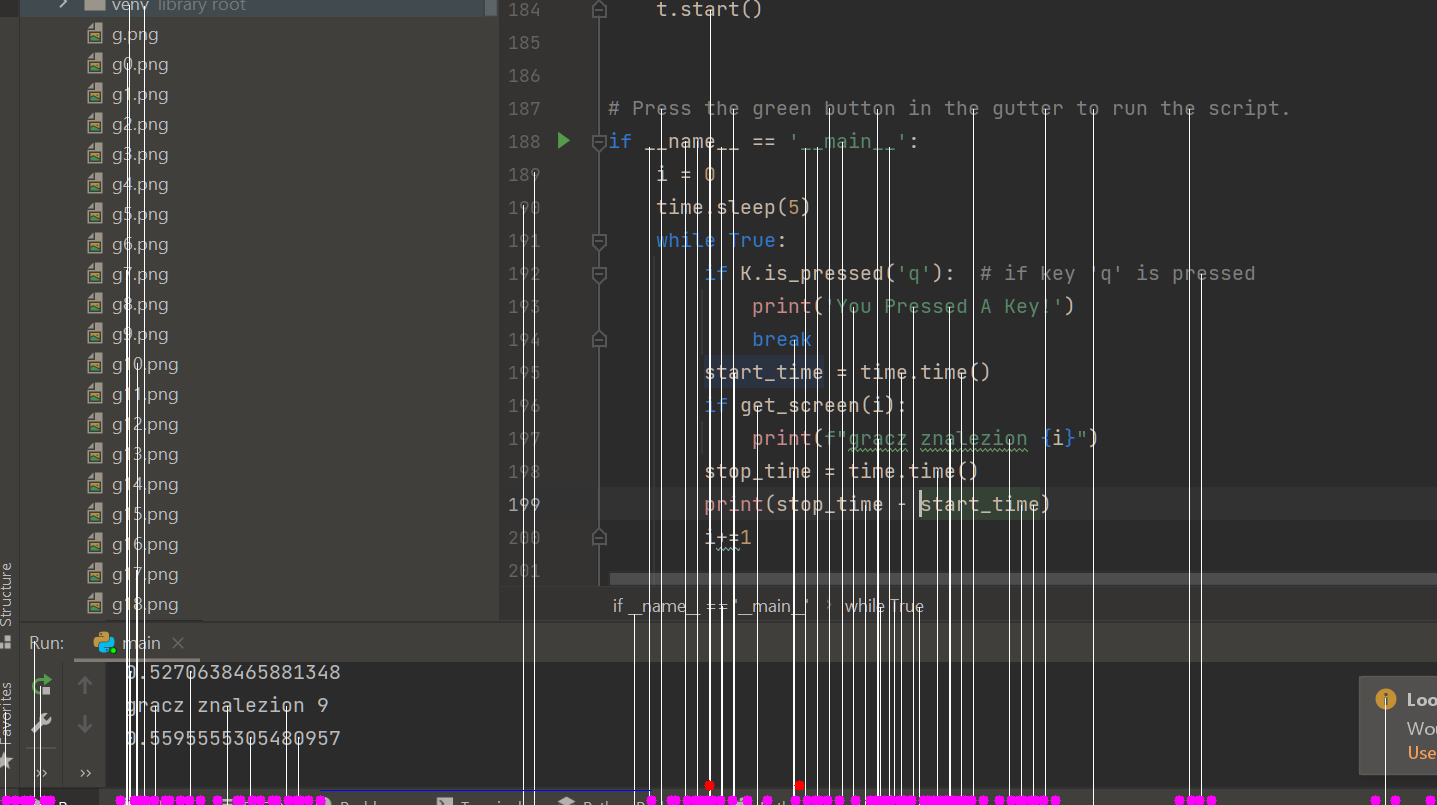 venv library root
g.png
g0.png
g1.png
g2.png
g3.png
g4.png
g5.png
g6.png
g7.png
g8.png
g9.png
g10.png
g11.png
g12.png
g13.png
g14.png
g15.png
g16.png
g17.png
g18.png
184 t.start()
185
186
187 # Press the green button in the gutter to run the script.
188 if __name__ == '__main__':
189 i = 0
190 time.sleep(5)
191 while True:
192 if K.is_pressed('q'):  # if key 'q' is pressed
193 print('You Pressed A Key!')
194 break
195 start_time = time.time()
196 if get_screen(i):
197 print(f"gracz znalezion {i}")
198 stop_time = time.time()
199 print(stop_time - start_time)
200 i+=1
201
if __name__ == '__main__' › while True
Structure
Favorites
Run: main
0.5270638465881348
gracz znalezion 9
0.5595555305480957